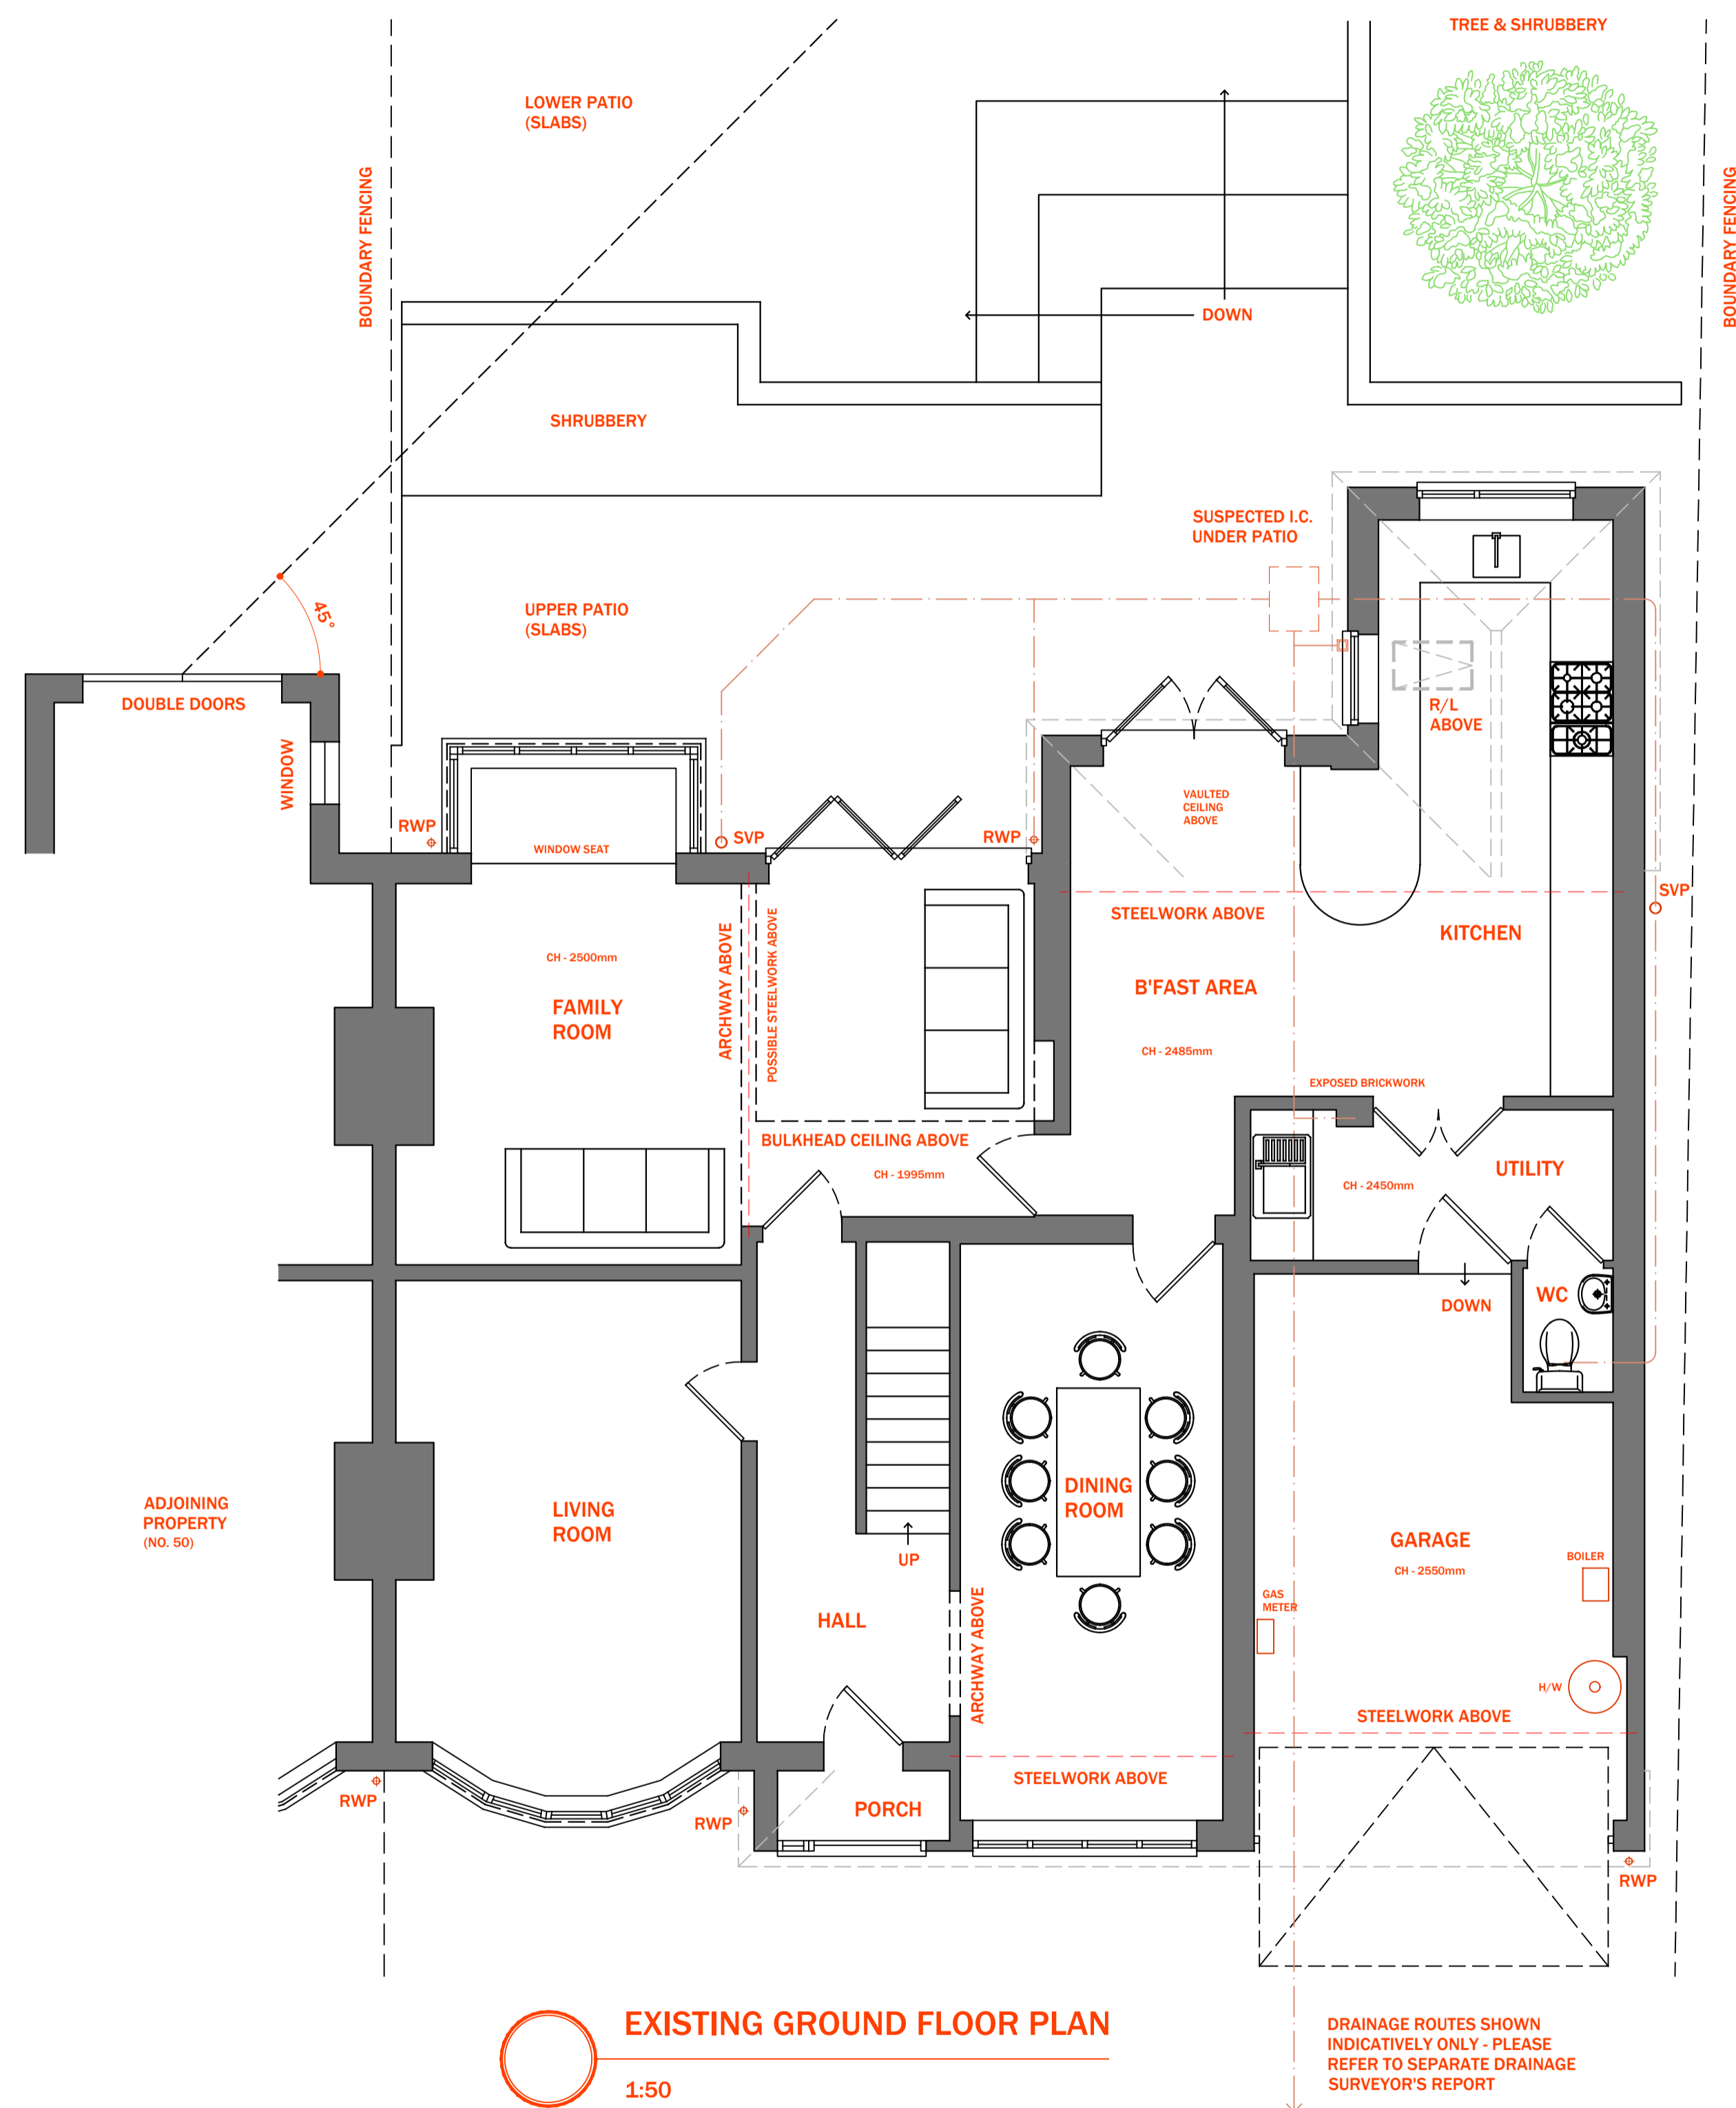 TREE & SHRUBBERY
LOWER PATIO
(SLABS)
BOUNDARY FENCING
BOUNDARY FENCING
DOWN
SHRUBBERY
SUSPECTED I.C.
UNDER PATIO
UPPER PATIO
(SLABS)
45°
DOUBLE DOORS
WINDOW
R/L
ABOVE
VAULTED
CEILING
ABOVE
RWP
SVP
RWP
WINDOW SEAT
SVP
STEELWORK ABOVE
KITCHEN
ARCHWAY ABOVE
POSSIBLE STEELWORK ABOVE
CH - 2500mm
FAMILY
ROOM
B'FAST AREA
CH - 2485mm
EXPOSED BRICKWORK
BULKHEAD CEILING ABOVE
CH - 1995mm
UTILITY
CH - 2450mm
WC
DOWN
DINING
ROOM
ADJOINING
PROPERTY
(NO. 50)
LIVING
ROOM
UP
GARAGE
CH - 2550mm
BOILER
GAS
METER
HALL
ARCHWAY ABOVE
H/W
STEELWORK ABOVE
STEELWORK ABOVE
RWP
RWP
PORCH
RWP
EXISTING GROUND FLOOR PLAN
1:50
DRAINAGE ROUTES SHOWN
INDICATIVELY ONLY - PLEASE
REFER TO SEPARATE DRAINAGE
SURVEYOR'S REPORT